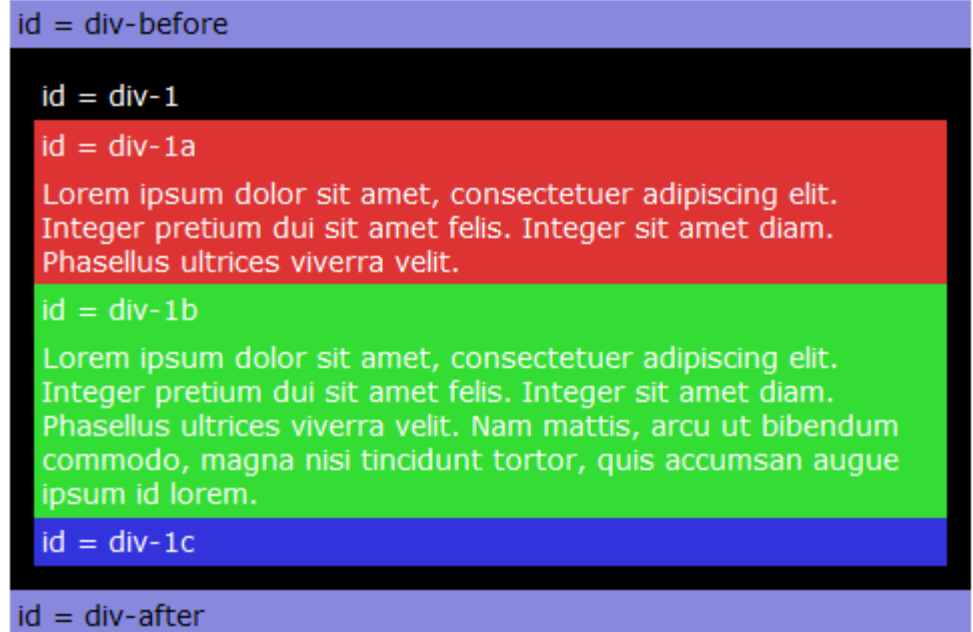 id = div-before
id = div-1
id = div-1a
Lorem ipsum dolor sit amet, consectetuer adipiscing elit.
Integer pretium dui sit amet felis. Integer sit amet diam.
Phasellus ultrices viverra velit.
id = div-1b
Lorem ipsum dolor sit amet, consectetuer adipiscing elit.
Integer pretium dui sit amet felis. Integer sit amet diam.
Phasellus ultrices viverra velit. Nam mattis, arcu ut bibendum
commodo, magna nisi tincidunt tortor, quis accumsan augue
ipsum id lorem.
id = div-1c
id = div-after